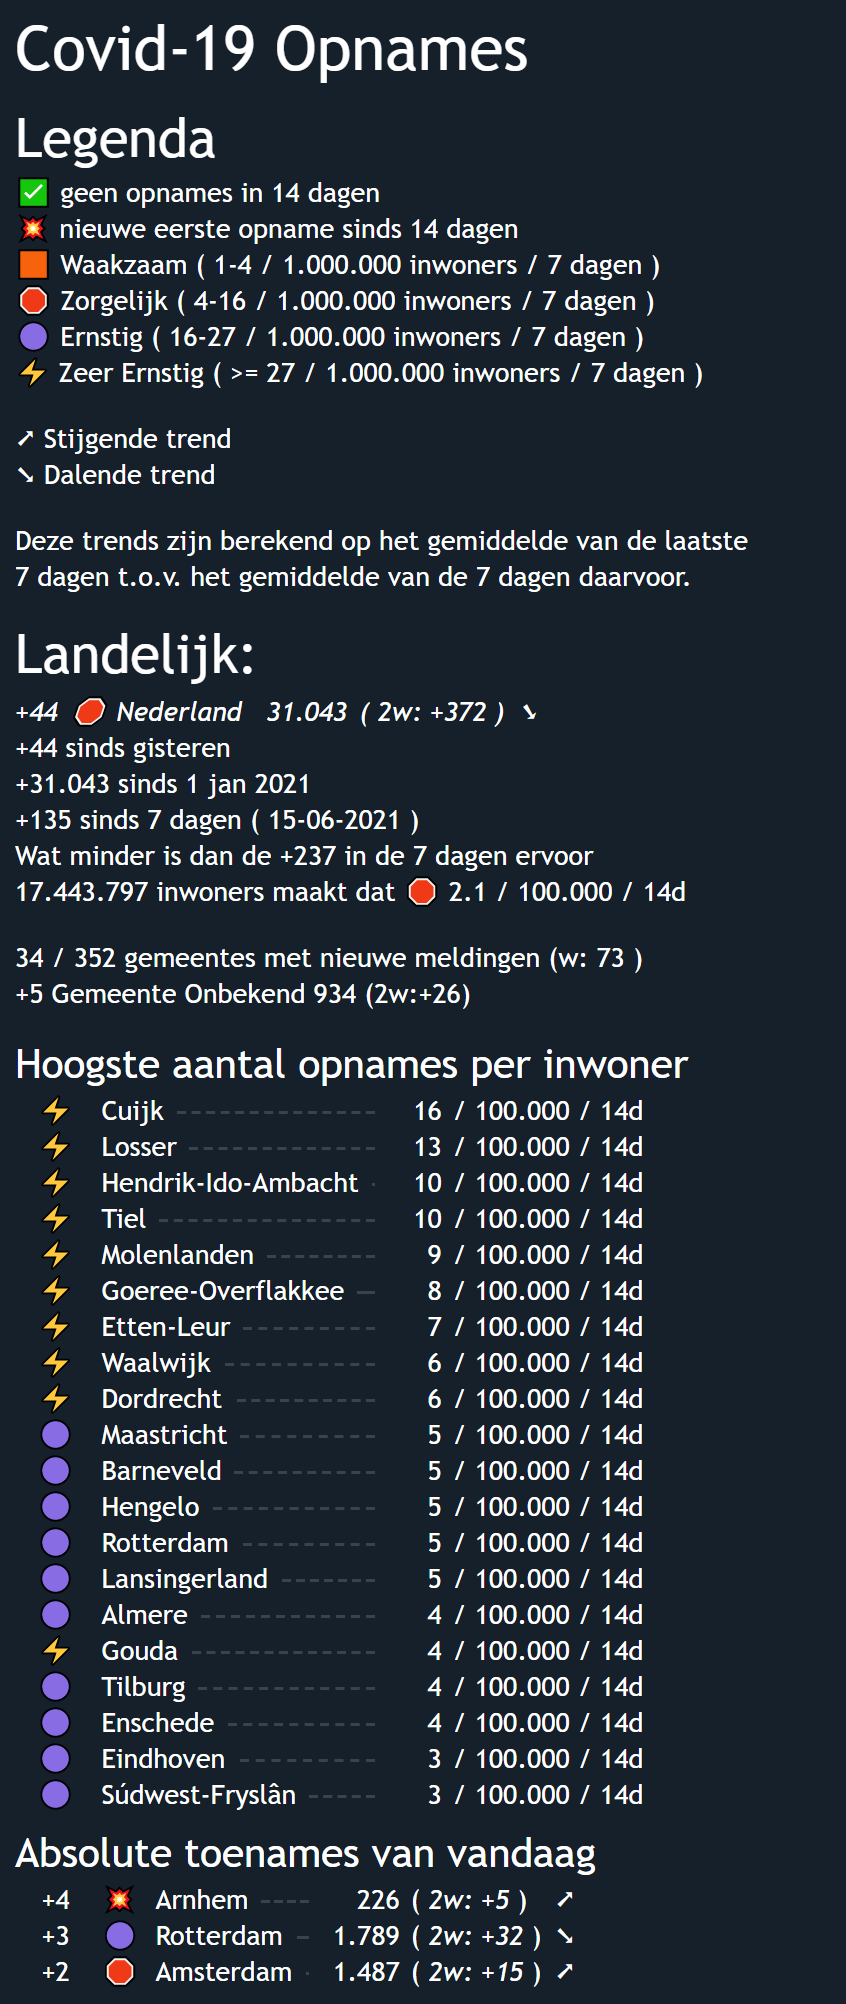 Covid-19 Opnames
Legenda
✅ geen opnames in 14 dagen
💥 nieuwe eerste opname sinds 14 dagen
🟧 Waakzaam ( 1-4 / 1.000.000 inwoners / 7 dagen )
🛑 Zorgelijk ( 4-16 / 1.000.000 inwoners / 7 dagen )
🟣 Ernstig ( 16-27 / 1.000.000 inwoners / 7 dagen )
⚡ Zeer Ernstig ( >= 27 / 1.000.000 inwoners / 7 dagen )
➚ Stijgende trend
➘ Dalende trend
Deze trends zijn berekend op het gemiddelde van de laatste
7 dagen t.o.v. het gemiddelde van de 7 dagen daarvoor.
Landelijk:
+44 🛑 Nederland 31.043 ( 2w: +372 ) ➘
+44 sinds gisteren
+31.043 sinds 1 jan 2021
+135 sinds 7 dagen ( 15-06-2021 )
Wat minder is dan de +237 in de 7 dagen ervoor
17.443.797 inwoners maakt dat 🛑 2.1 / 100.000 / 14d
34 / 352 gemeentes met nieuwe meldingen (w: 73 )
+5 Gemeente Onbekend 934 (2w:+26)
Hoogste aantal opnames per inwoner
⚡ Cuijk 16 / 100.000 / 14d
⚡ Losser 13 / 100.000 / 14d
⚡ Hendrik-Ido-Ambacht 10 / 100.000 / 14d
⚡ Tiel 10 / 100.000 / 14d
⚡ Molenlanden 9 / 100.000 / 14d
⚡ Goeree-Overflakkee 8 / 100.000 / 14d
⚡ Etten-Leur 7 / 100.000 / 14d
⚡ Waalwijk 6 / 100.000 / 14d
⚡ Dordrecht 6 / 100.000 / 14d
🟣 Maastricht 5 / 100.000 / 14d
🟣 Barneveld 5 / 100.000 / 14d
🟣 Hengelo 5 / 100.000 / 14d
🟣 Rotterdam 5 / 100.000 / 14d
🟣 Lansingerland 5 / 100.000 / 14d
🟣 Almere 4 / 100.000 / 14d
⚡ Gouda 4 / 100.000 / 14d
🟣 Tilburg 4 / 100.000 / 14d
🟣 Enschede 4 / 100.000 / 14d
🟣 Eindhoven 3 / 100.000 / 14d
🟣 Súdwest-Fryslân 3 / 100.000 / 14d
Absolute toenames van vandaag
+4 💥 Arnhem 226 ( 2w: +5 ) ➚
+3 🟣 Rotterdam 1.789 ( 2w: +32 ) ➘
+2 🛑 Amsterdam 1.487 ( 2w: +15 ) ➚